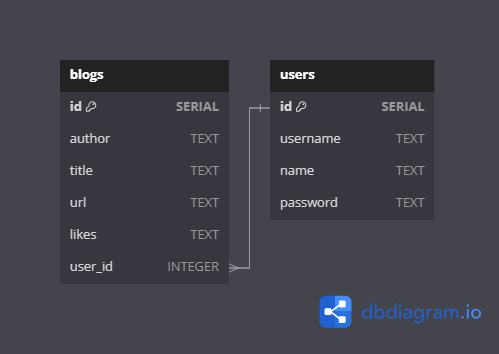 blogs
id SERIAL
author TEXT
title TEXT
url TEXT
likes TEXT
user_id INTEGER
users
id SERIAL
username TEXT
name TEXT
password TEXT
dbdiagram.io